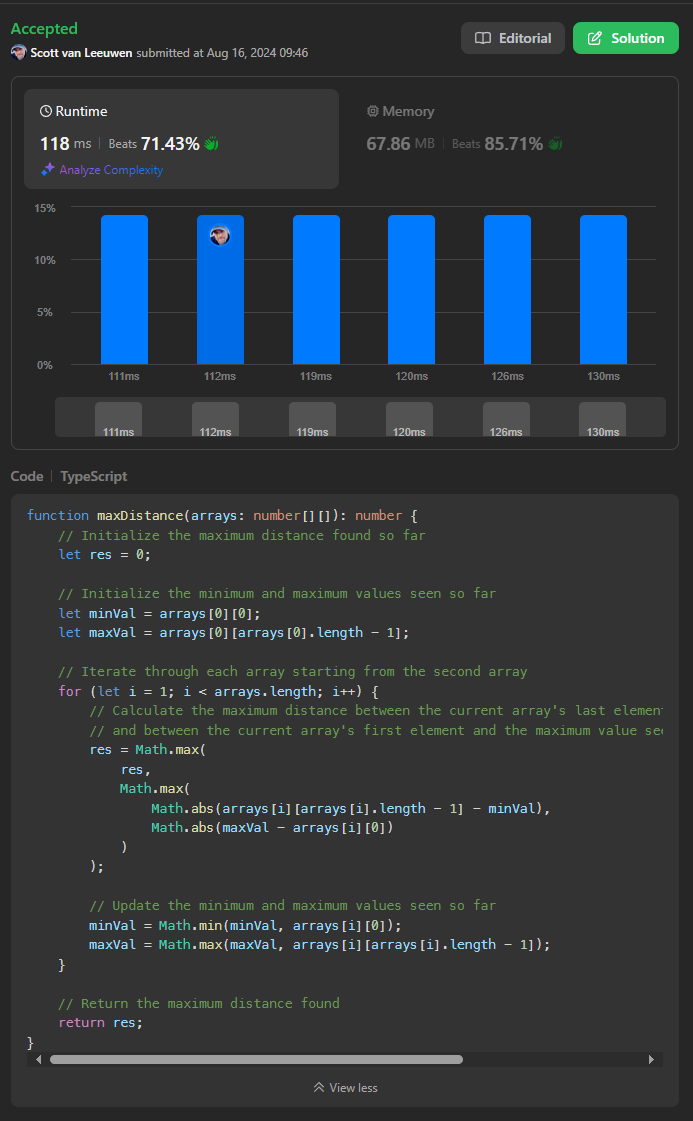 Accepted
Scott van Leeuwen submitted at Aug 16, 2024 09:46
Editorial
Solution
Runtime
118 ms | Beats 71.43%
Analyze Complexity
Memory
67.86 MB | Beats 85.71%
15%
10%
5%
0%
111ms 112ms 119ms 120ms 126ms 130ms
111ms 112ms 119ms 120ms 126ms 130ms
Code | TypeScript
function maxDistance(arrays: number[][]): number {
    // Initialize the maximum distance found so far
    let res = 0;

    // Initialize the minimum and maximum values seen so far
    let minVal = arrays[0][0];
    let maxVal = arrays[0][arrays[0].length - 1];

    // Iterate through each array starting from the second array
    for (let i = 1; i < arrays.length; i++) {
        // Calculate the maximum distance between the current array's last element
        // and between the current array's first element and the maximum value see
        res = Math.max(
            res,
            Math.max(
                Math.abs(arrays[i][arrays[i].length - 1] - minVal),
                Math.abs(maxVal - arrays[i][0])
            )
        );

        // Update the minimum and maximum values seen so far
        minVal = Math.min(minVal, arrays[i][0]);
        maxVal = Math.max(maxVal, arrays[i][arrays[i].length - 1]);
    }

    // Return the maximum distance found
    return res;
}
View less